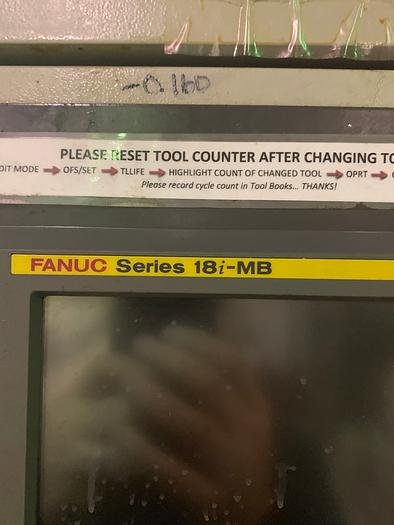 -0.160
PLEASE RESET TOOL COUNTER AFTER CHANGING TO
DIT MODE → OFS/SET → TLLIFE → HIGHLIGHT COUNT OF CHANGED TOOL → OPRT →
Please record cycle count in Tool Books... THANKS!
FANUC Series 18i-MB